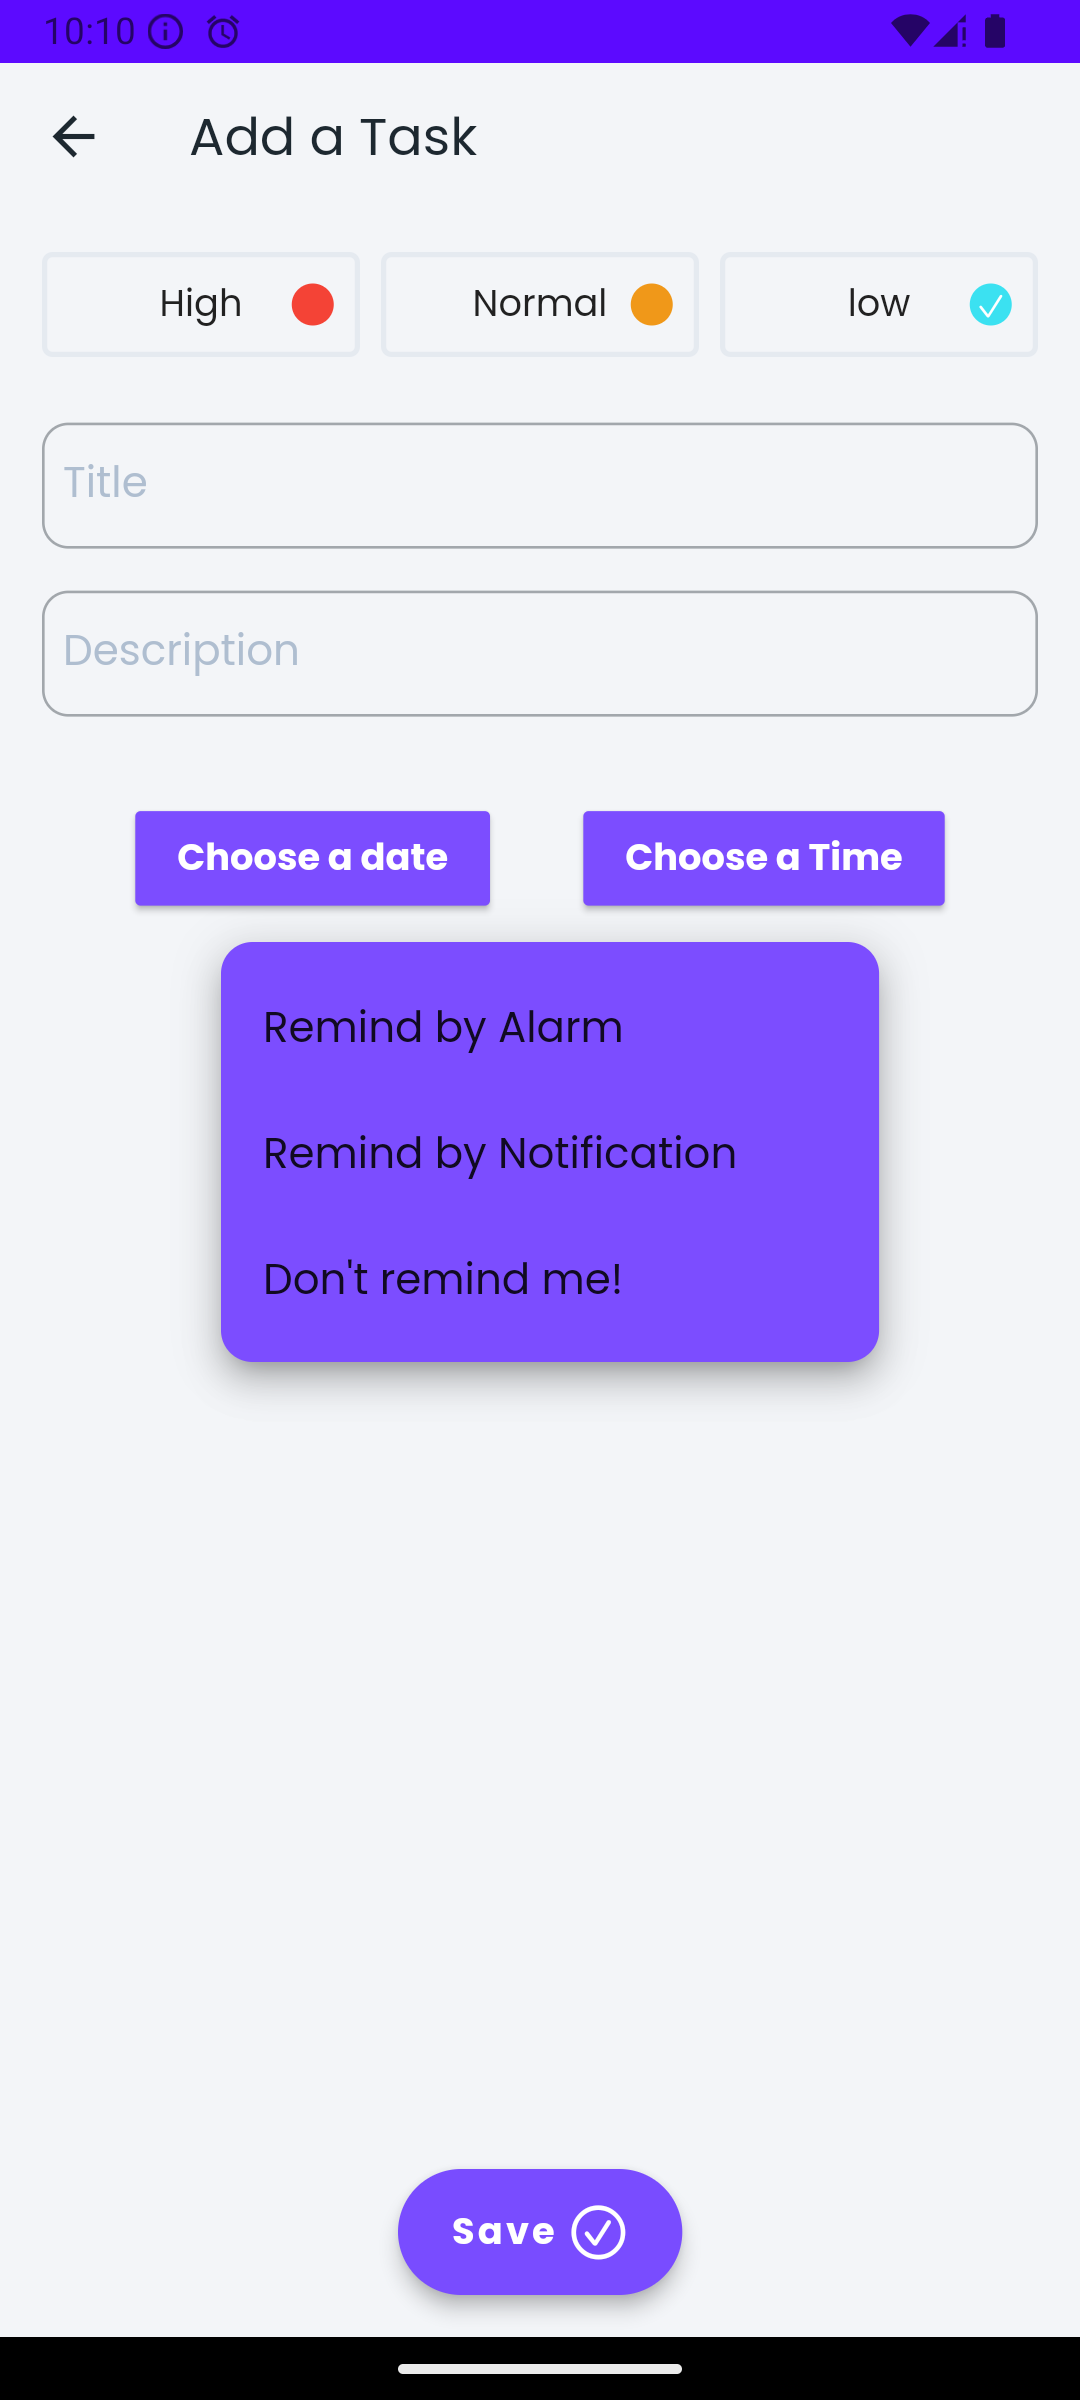 10:10
Add a Task
High Normal low
Title
Description
Choose a date Choose a Time
Remind by Alarm
Remind by Notification
Don't remind me!
Save